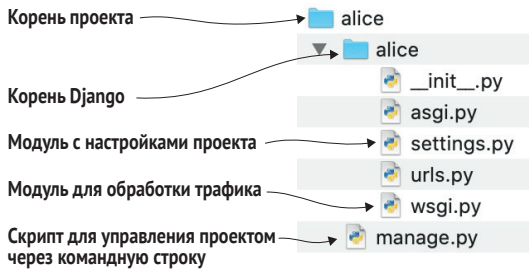 Корень проекта
alice
alice
__init__.py
Корень Django
asgi.py
Модуль с настройками проекта
settings.py
urls.py
Модуль для обработки трафика
wsgi.py
Скрипт для управления проектом
через командную строку
manage.py